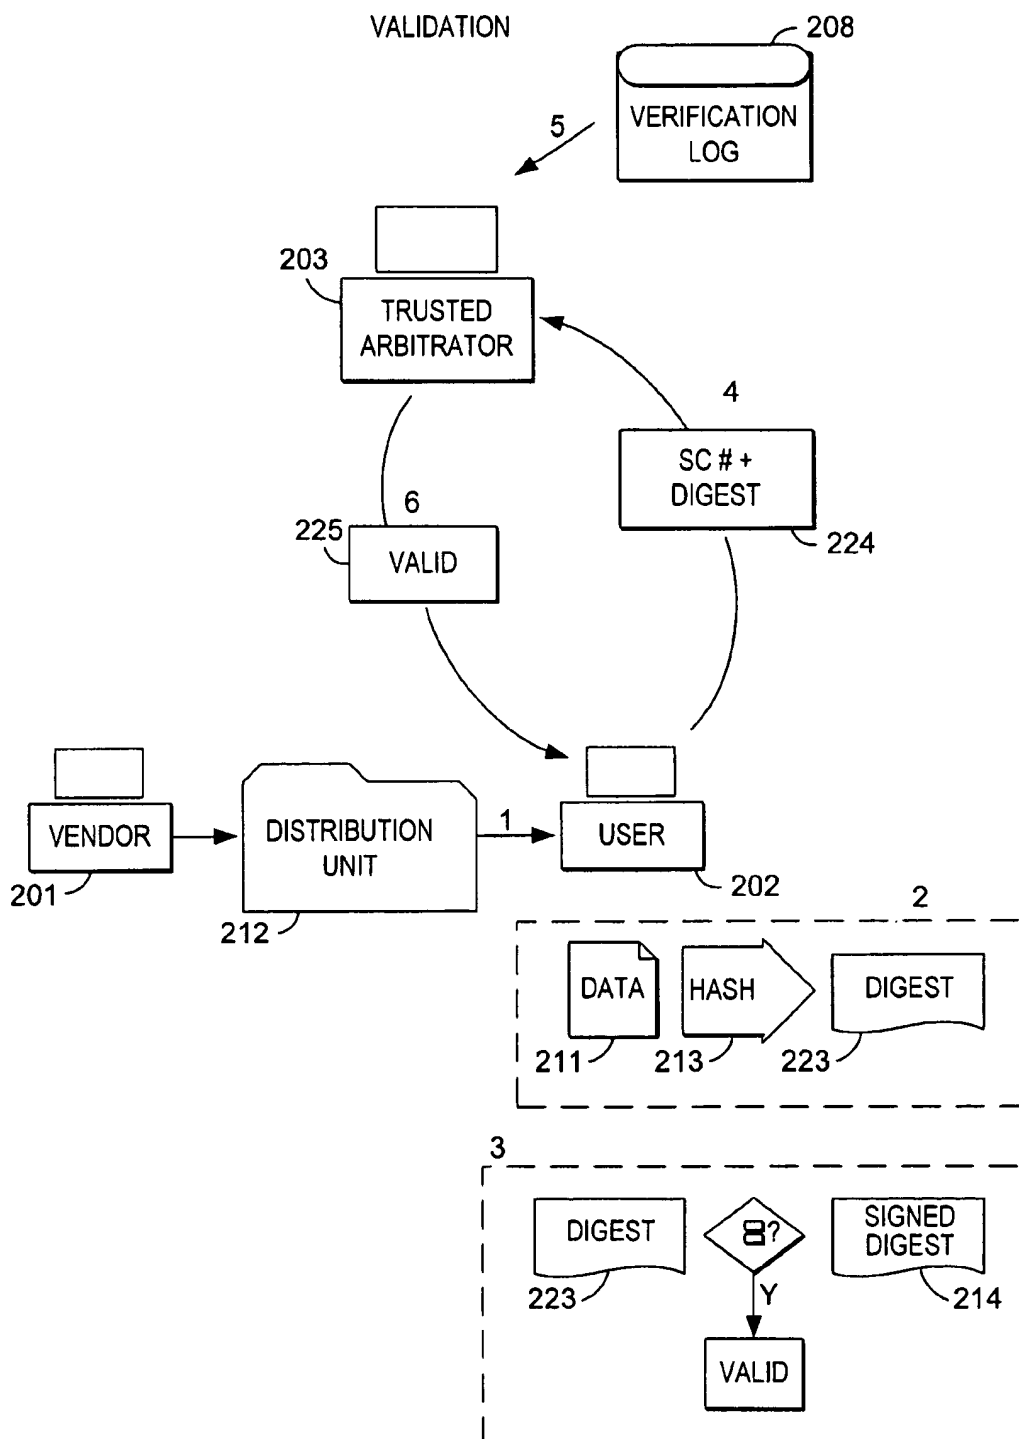 VALIDATION
208
VERIFICATION
LOG
5
203
TRUSTED
ARBITRATOR
4
SC # +
DIGEST
224
6
225
VALID
VENDOR
201
DISTRIBUTION
UNIT
212
1
USER
202
2
DATA
211
HASH
213
DIGEST
223
3
DIGEST
223
=?
SIGNED
DIGEST
214
Y
VALID